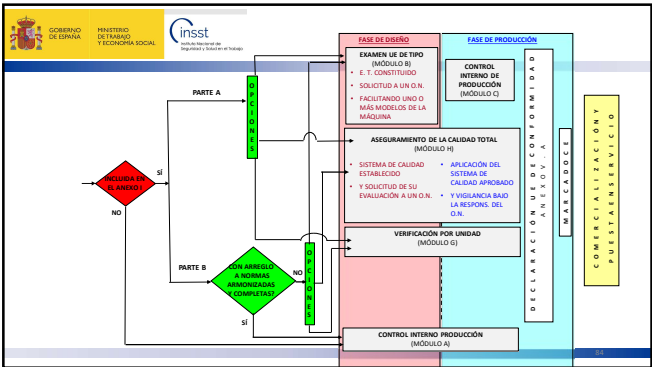 GOBIERNO
DE ESPAÑA
MINISTERIO
DE TRABAJO
Y ECONOMÍA SOCIAL
insst
Instituto Nacional de
Seguridad y Salud en el Trabajo
FASE DE DISEÑO
FASE DE PRODUCCIÓN
EXAMEN UE DE TIPO
(MÓDULO B)
• E. T. CONSTITUIDO
• SOLICITUD A UN O.N.
• FACILITANDO UNO O
MÁS MODELOS DE LA
MÁQUINA
CONTROL
INTERNO DE
PRODUCCIÓN
(MÓDULO C)
PARTE A
OPCIONES
ASEGURAMIENTO DE LA CALIDAD TOTAL
(MÓDULO H)
• SISTEMA DE CALIDAD
ESTABLECIDO
• Y SOLICITUD DE SU
EVALUACIÓN A UN O.N.
• APLICACIÓN DEL
SISTEMA DE
CALIDAD APROBADO
• Y VIGILANCIA BAJO
LA RESPONS. DEL
O.N.
INCLUIDA EN
EL ANEXO I
SÍ
NO
VERIFICACIÓN POR UNIDAD
(MÓDULO G)
PARTE B
CON ARREGLO
A NORMAS
ARMONIZADAS
Y COMPLETAS?
NO
SÍ
OPCIONES
CONTROL INTERNO PRODUCCIÓN
(MÓDULO A)
DECLARACIÓN UE DE CONFORMIDAD
ANEXO V.A
MARCADO CE
COMERCIALIZACIÓN Y
PUESTA EN SERVICIO
84